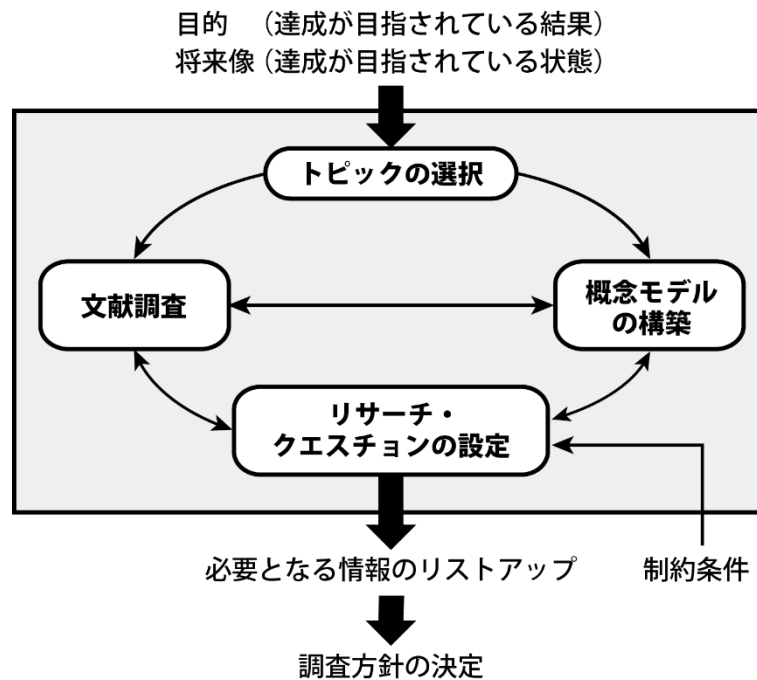 目的　（達成が目指されている結果）
将来像（達成が目指されている状態）
トピックの選択
文献調査
概念モデル
の構築
リサーチ・
クエスチョンの設定
必要となる情報のリストアップ
制約条件
調査方針の決定